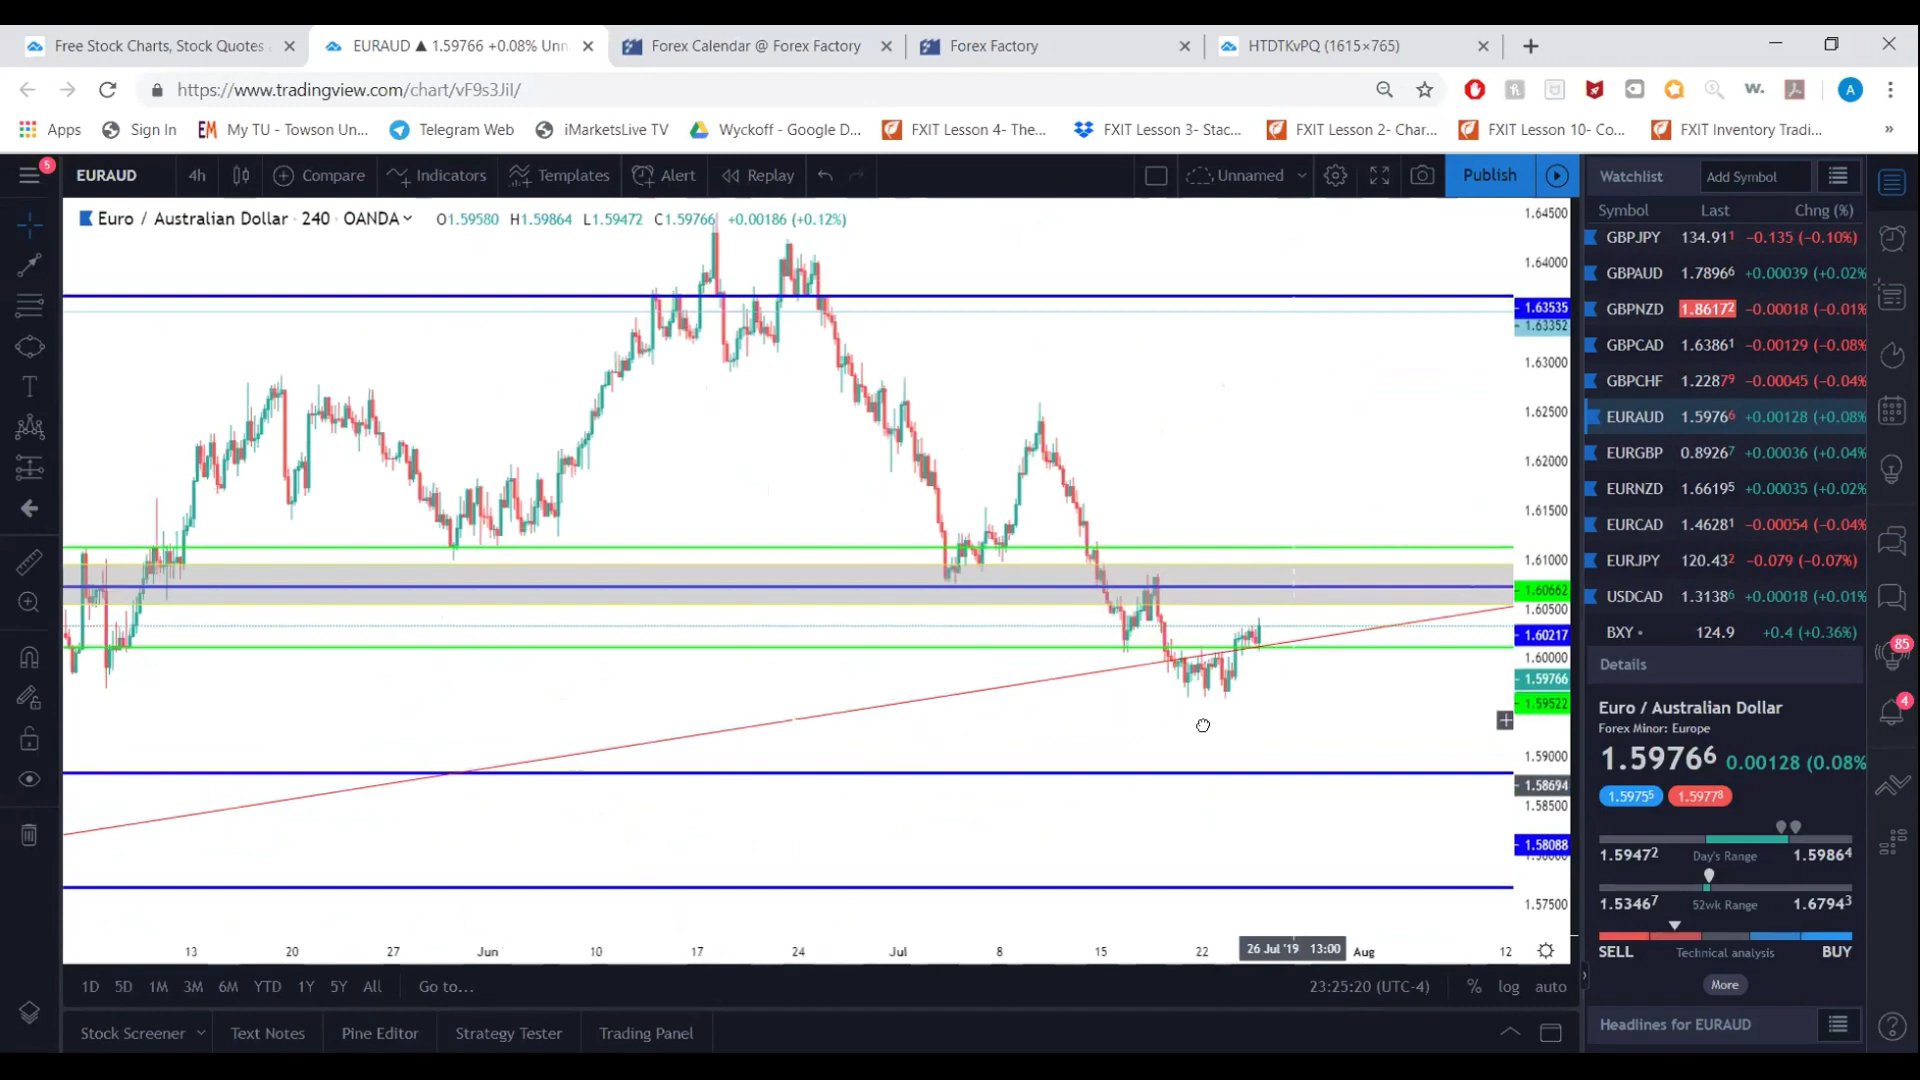 Free Stock Charts, Stock Quotes
EURAUD ▲ 1.59766 +0.08% Unn
Forex Calendar @ Forex Factory
Forex Factory
HTDTKvPQ (1615×765)
https://www.tradingview.com/chart/vF9s3JiI/
Apps
Sign In
My TU - Towson Un...
Telegram Web
iMarketsLive TV
Wyckoff - Google D...
FXIT Lesson 4- The...
FXIT Lesson 3- Stac...
FXIT Lesson 2- Char...
FXIT Lesson 10- Co...
FXIT Inventory Tradi...
»
5
EURAUD
4h
Compare
Indicators
Templates
Alert
Replay
Unnamed
Publish
Watchlist
Add Symbol
Euro / Australian Dollar · 240 · OANDA
O1.59580 H1.59864 L1.59472 C1.59766 +0.00186 (+0.12%)
1.64500
1.64000
1.63535
1.63352
1.63000
1.62500
1.62000
1.61500
1.61000
1.60662
1.60500
1.60217
1.60000
1.59766
1.59522
1.59000
1.58694
1.58500
1.58088
1.57500
13 20 27 Jun 10 17 24 Jul 8 15 22 26 Jul '19 13:00 Aug 12
1D 5D 1M 3M 6M YTD 1Y 5Y All Go to...
23:25:20 (UTC-4) % log auto
Stock Screener
Text Notes
Pine Editor
Strategy Tester
Trading Panel
Symbol Last Chng (%)
GBPJPY 134.911 −0.135 (−0.10%)
GBPAUD 1.78966 +0.00039 (+0.02%
GBPNZD 1.86172 −0.00018 (−0.01%
GBPCAD 1.63861 −0.00129 (−0.08%
GBPCHF 1.22879 −0.00045 (−0.04%
EURAUD 1.59766 +0.00128 (+0.08%
EURGBP 0.89267 +0.00036 (+0.04%
EURNZD 1.66195 +0.00035 (+0.02%
EURCAD 1.46281 −0.00054 (−0.04%
EURJPY 120.432 −0.079 (−0.07%)
USDCAD 1.31386 +0.00018 (+0.01%
BXY • 124.9 +0.4 (+0.36%)
Details
Euro / Australian Dollar
Forex Minor: Europe
1.59766 0.00128 (0.08%
1.59755 1.59778
1.59472 Day's Range 1.59864
1.53467 52wk Range 1.67943
SELL Technical analysis BUY
More
Headlines for EURAUD
85
4
A
w.
EM